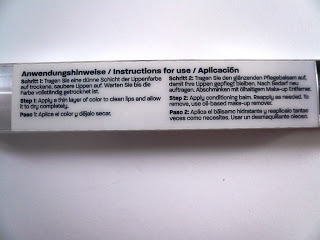 Anwendungshinweise / Instructions for use / Aplicación
Schritt 1: Tragen Sie eine dünne Schicht der Lippenfarbe
auf trockene, saubere Lippen auf. Warten Sie bis die
Farbe vollständig getrocknet ist.
Step 1: Apply a thin layer of color to clean lips and allow
it to dry completely.
Paso 1: Aplica el color y déjalo secar.
Schritt 2: Tragen Sie den glänzenden Pflegebalsam auf,
damit Ihre Lippen gepflegt bleiben. Nach Bedarf neu
auftragen. Abschminken mit ölhaltigem Make-up Entferner.
Step 2: Apply conditioning balm. Reapply as needed. To
remove, use oil-based make-up remover.
Paso 2: Aplica el bálsamo hidratante y reaplícalo tantas
veces como necesites. Usar un desmaquillante oleoso.